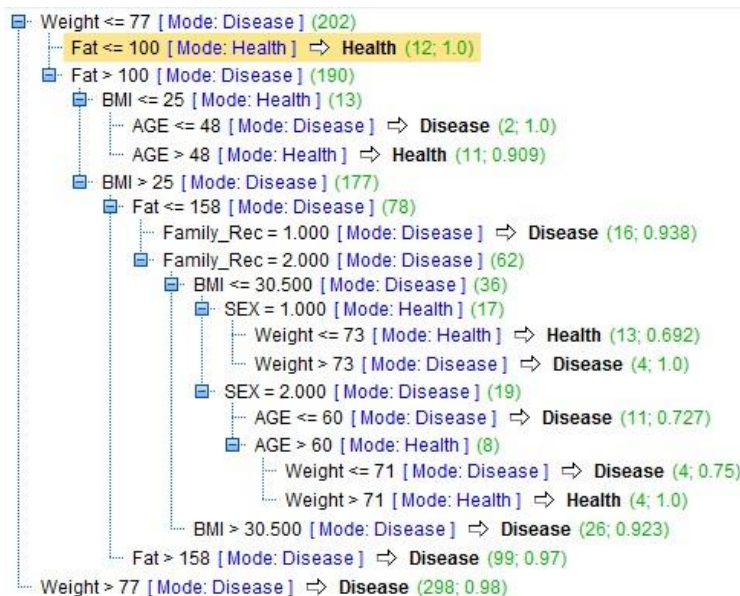 Weight <= 77 [ Mode: Disease ] (202)
Fat <= 100 [ Mode: Health ] ⇨ Health (12; 1.0)
Fat > 100 [ Mode: Disease ] (190)
BMI <= 25 [ Mode: Health ] (13)
AGE <= 48 [ Mode: Disease ] ⇨ Disease (2; 1.0)
AGE > 48 [ Mode: Health ] ⇨ Health (11; 0.909)
BMI > 25 [ Mode: Disease ] (177)
Fat <= 158 [ Mode: Disease ] (78)
Family_Rec = 1.000 [ Mode: Disease ] ⇨ Disease (16; 0.938)
Family_Rec = 2.000 [ Mode: Disease ] (62)
BMI <= 30.500 [ Mode: Disease ] (36)
SEX = 1.000 [ Mode: Health ] (17)
Weight <= 73 [ Mode: Health ] ⇨ Health (13; 0.692)
Weight > 73 [ Mode: Disease ] ⇨ Disease (4; 1.0)
SEX = 2.000 [ Mode: Disease ] (19)
AGE <= 60 [ Mode: Disease ] ⇨ Disease (11; 0.727)
AGE > 60 [ Mode: Health ] (8)
Weight <= 71 [ Mode: Disease ] ⇨ Disease (4; 0.75)
Weight > 71 [ Mode: Health ] ⇨ Health (4; 1.0)
BMI > 30.500 [ Mode: Disease ] ⇨ Disease (26; 0.923)
Fat > 158 [ Mode: Disease ] ⇨ Disease (99; 0.97)
Weight > 77 [ Mode: Disease ] ⇨ Disease (298; 0.98)